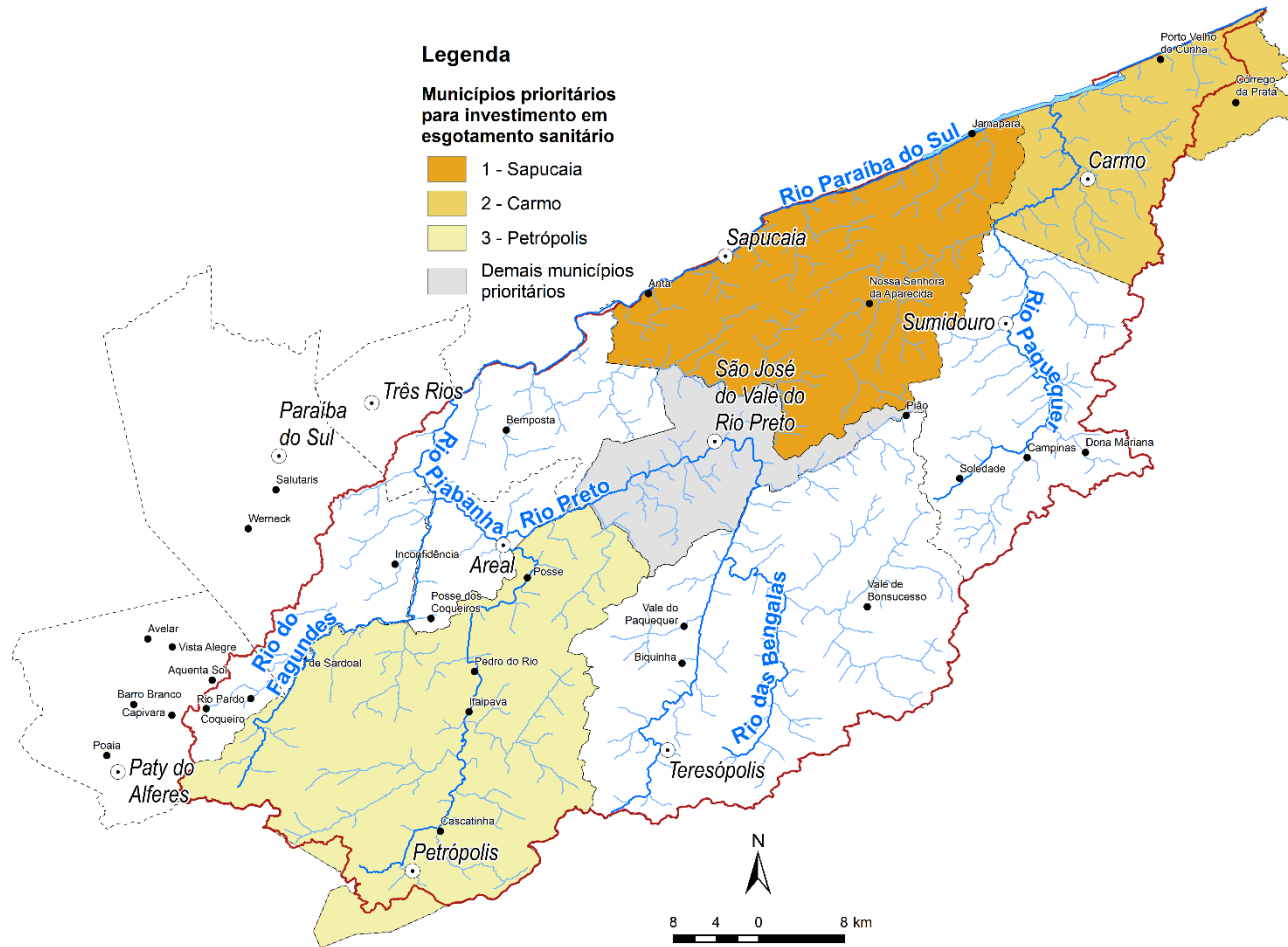 Legenda
Municípios prioritários
para investimento em
esgotamento sanitário
1 - Sapucaia
2 - Carmo
3 - Petrópolis
Demais municípios
prioritários
Porto Velho
do Cunha
Córrego
da Prata
Jamapará
Carmo
Rio Paraíba do Sul
Sapucaia
Anta
Nossa Senhora
da Aparecida
Sumidouro
Rio Paquequer
São José
do Vale do
Rio Preto
Três Rios
Paraíba
do Sul
Bemposta
Pião
Salutaris
Werneck
Rio
Piabanha
Rio Preto
Campinas
Dona Mariana
Soledade
Inconfidência
Areal
Posse
Posse dos
Coqueiros
Vale do
Paquequer
Vale de
Bonsucesso
Rio das Bengalas
Avelar
Vista Alegre
Rio do
Fagundes
de Sardoal
Biquinha
Aquenta Sol
Pedro do Rio
Barro Branco
Rio Pardo
Capivara
Coqueiro
Itaipava
Poaia
Paty do
Alferes
Teresópolis
Cascatinha
Petrópolis
N
8 4 0 8 km